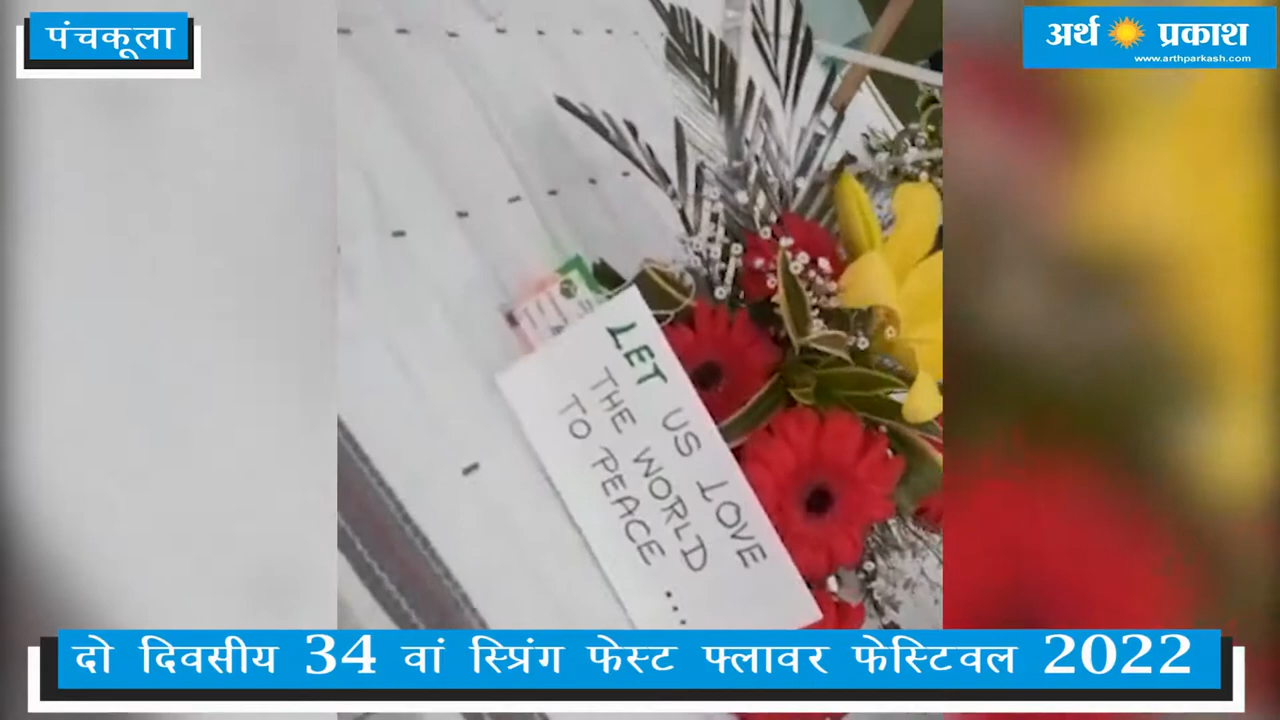 पंचकूला
अर्थ प्रकाश
www.arthparkash.com
LET US LOVE
THE WORLD
TO PEACE ...
दो दिवसीय 34 वां स्प्रिंग फेस्ट फ्लावर फेस्टिवल 2022